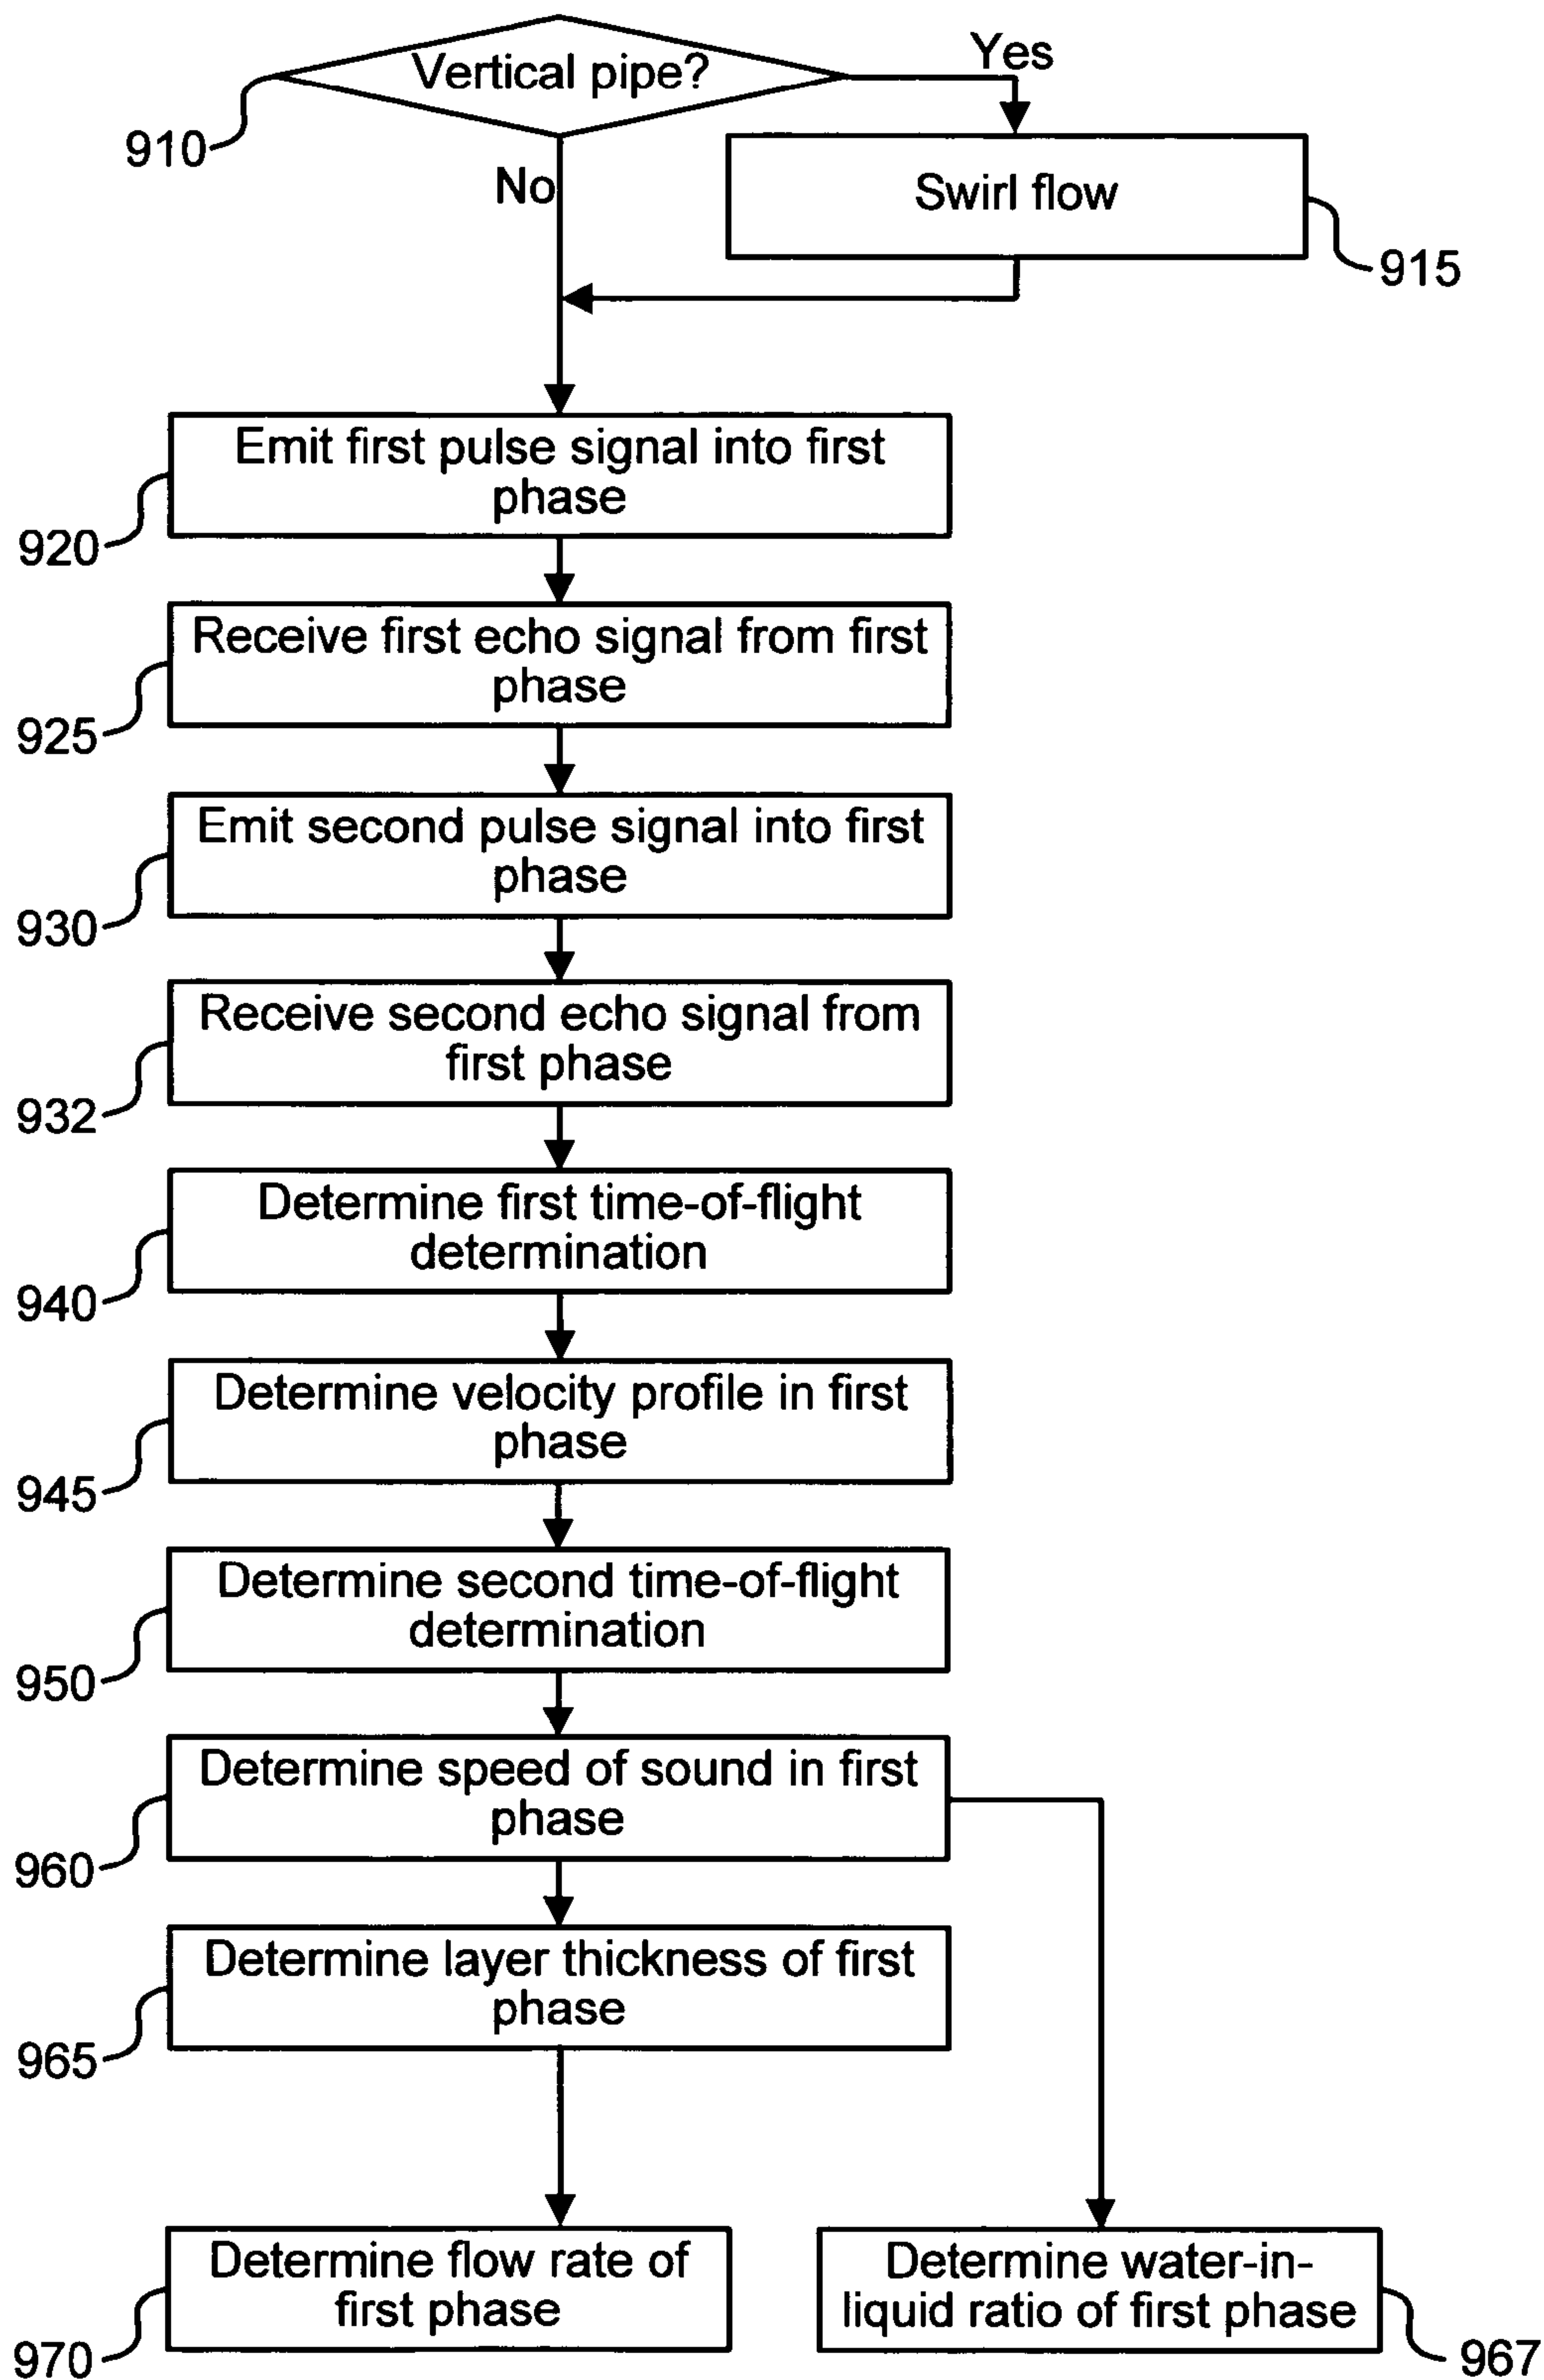 Vertical pipe?
Yes
910
No
Swirl flow
915
Emit first pulse signal into first
phase
920
Receive first echo signal from first
phase
925
Emit second pulse signal into first
phase
930
Receive second echo signal from
first phase
932
Determine first time-of-flight
determination
940
Determine velocity profile in first
phase
945
Determine second time-of-flight
determination
950
Determine speed of sound in first
phase
960
Determine layer thickness of first
phase
965
Determine flow rate of
first phase
970
Determine water-in-
liquid ratio of first phase
967